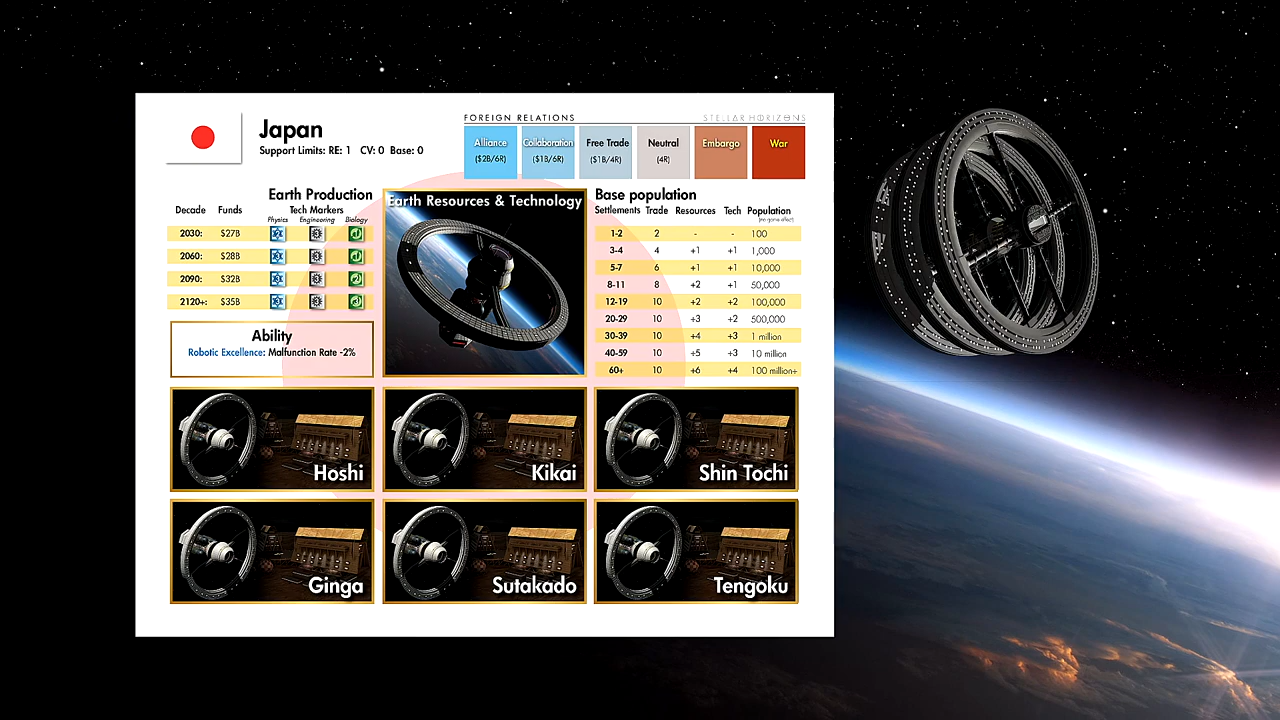 Japan
Support Limits: RE: 1 CV: 0 Base: 0
FOREIGN RELATIONS
STELLAR HORIZONS
Alliance
($2B/6R)
Collaboration
($1B/6R)
Free Trade
($1B/4R)
Neutral
(4R)
Embargo
War
Earth Production
Tech Markers
Decade Funds Physics Engineering Biology
2030: $27B
2060: $28B
2090: $32B
2120+: $35B
Ability
Robotic Excellence: Malfunction Rate -2%
Earth Resources & Technology
Base population
Settlements Trade Resources Tech Population
(no game effect)
1-2 2 - - 100
3-4 4 +1 +1 1,000
5-7 6 +1 +1 10,000
8-11 8 +2 +1 50,000
12-19 10 +2 +2 100,000
20-29 10 +3 +2 500,000
30-39 10 +4 +3 1 million
40-59 10 +5 +3 10 million
60+ 10 +6 +4 100 million+
Hoshi
Kikai
Shin Tochi
Ginga
Sutakado
Tengoku